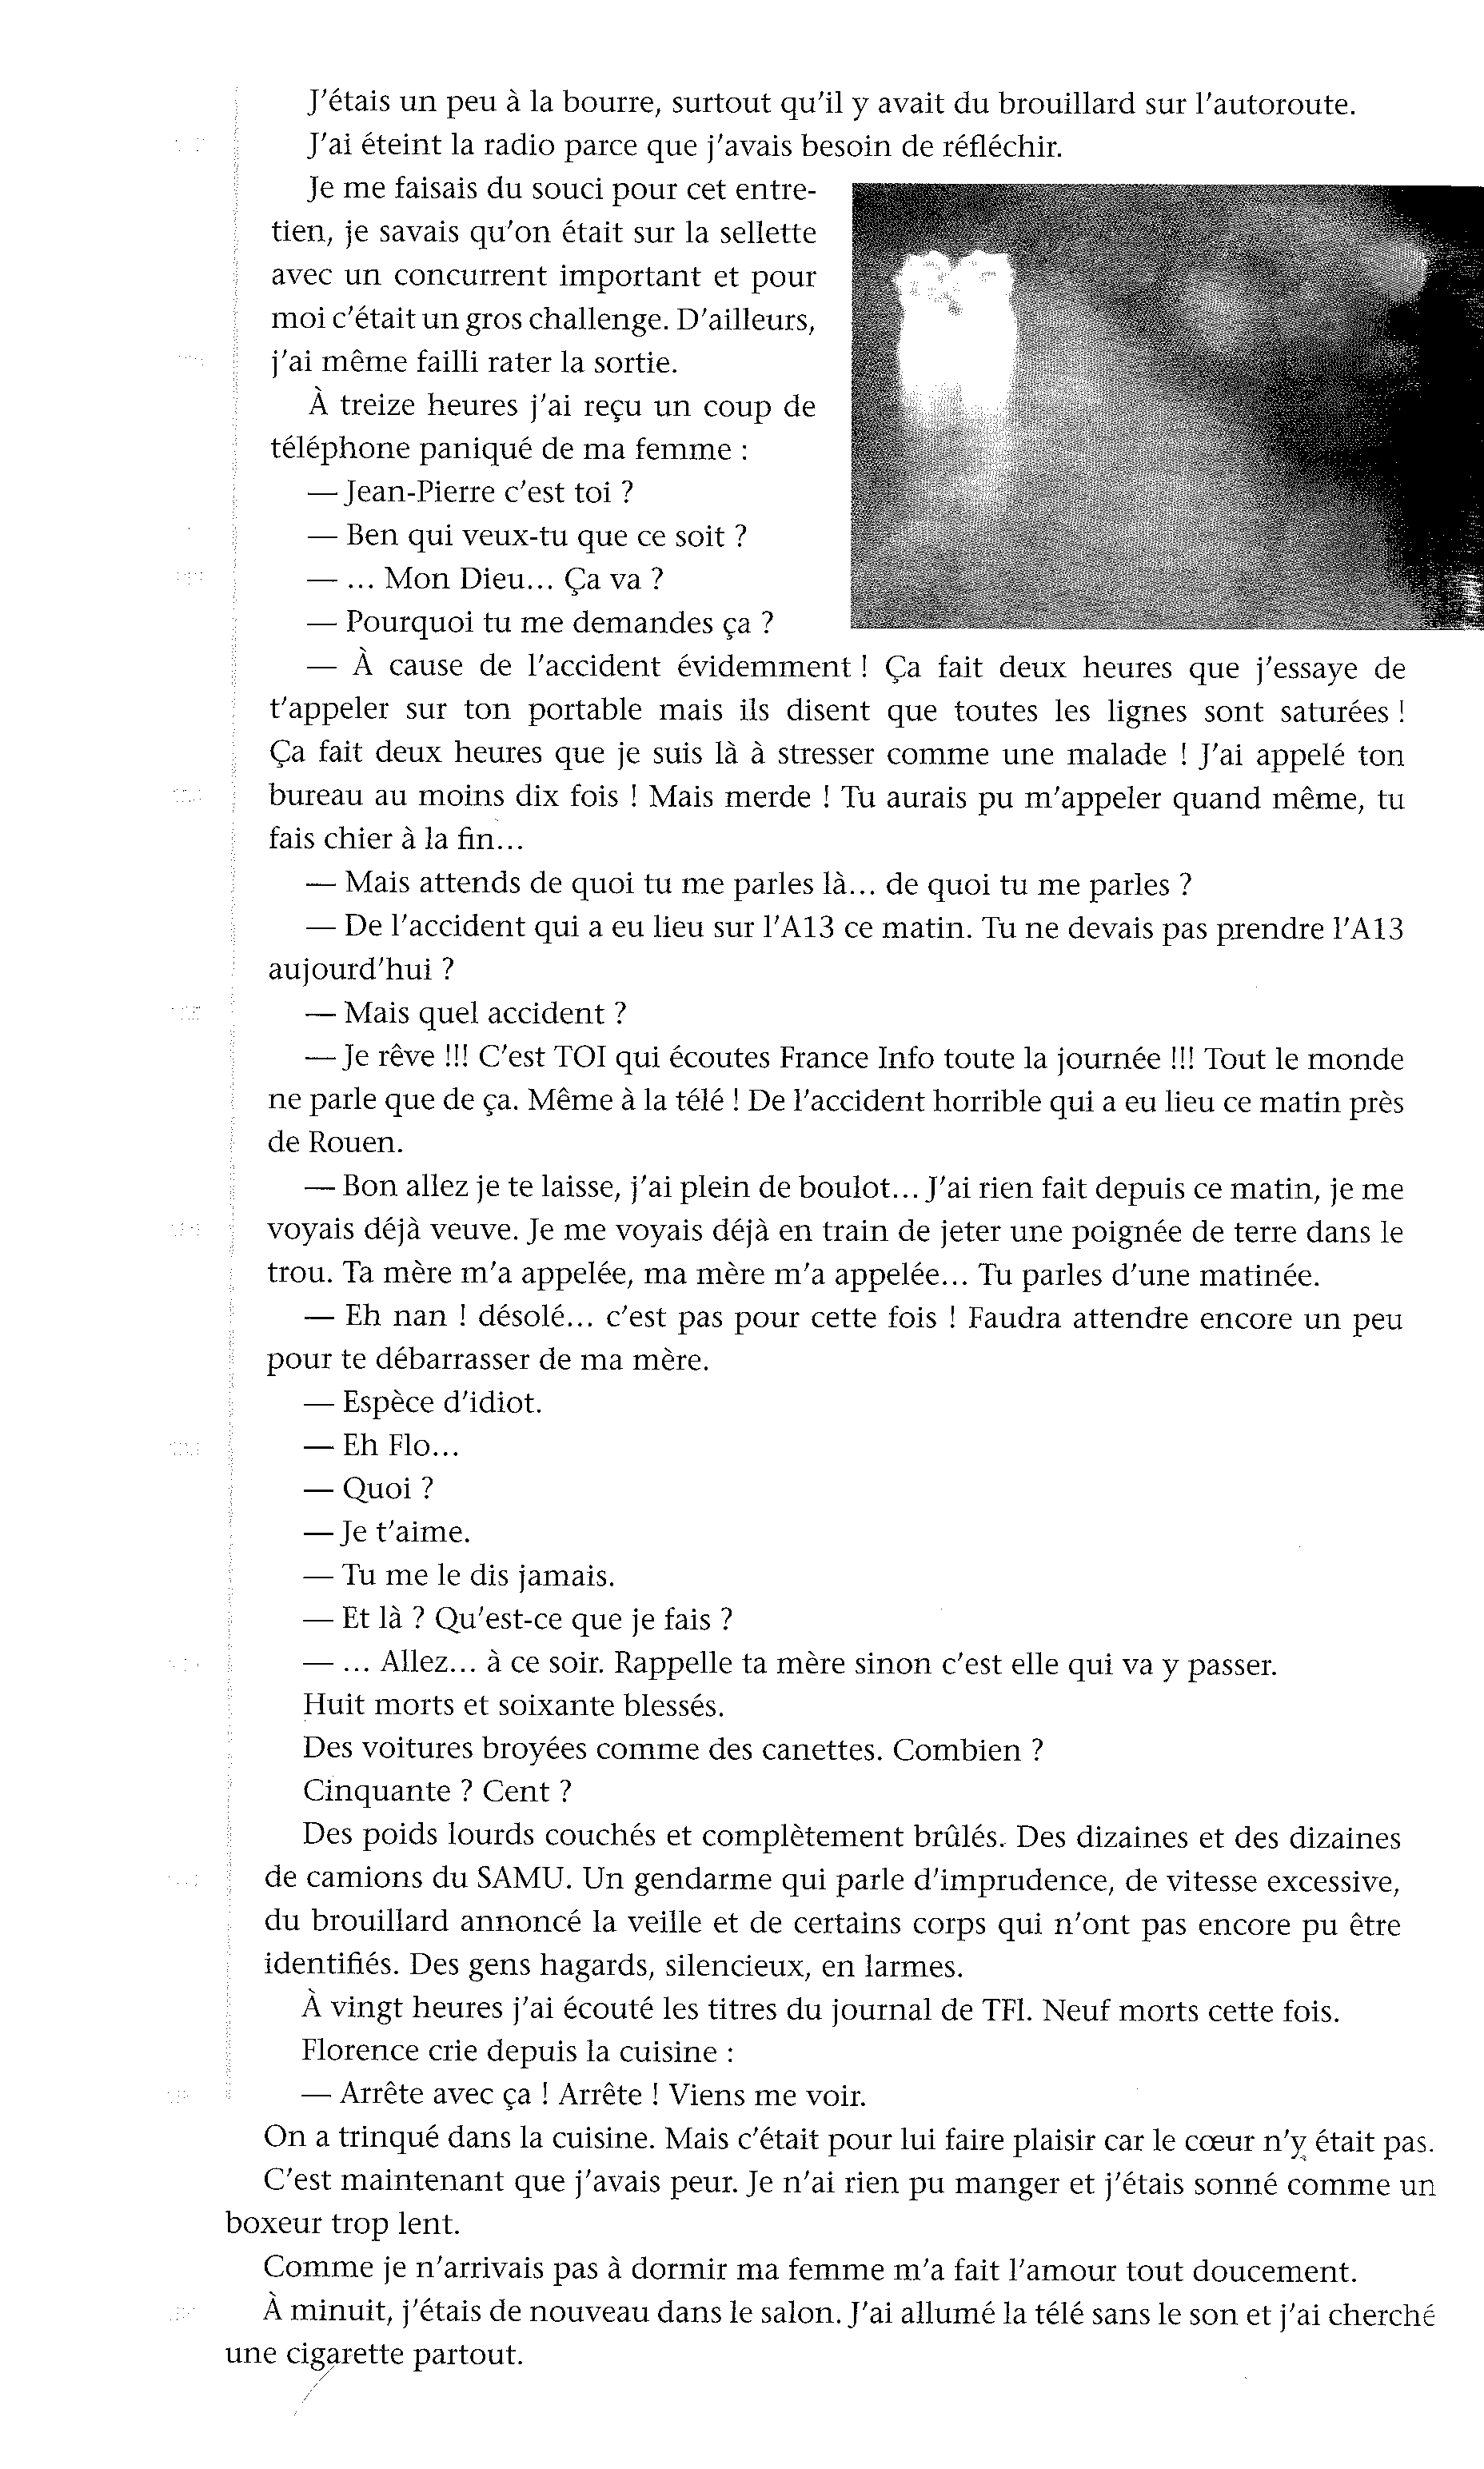 J'étais un peu à la bourre, surtout qu'il y avait du brouillard sur l'autoroute.
J'ai éteint la radio parce que j'avais besoin de réfléchir.
Je me faisais du souci pour cet entre-
tien, je savais qu'on était sur la sellette
avec un concurrent important et pour
moi c'était un gros challenge. D'ailleurs,
j'ai même failli rater la sortie.
À treize heures j'ai reçu un coup de
téléphone paniqué de ma femme :
— Jean-Pierre c'est toi ?
— Ben qui veux-tu que ce soit ?
— ... Mon Dieu... Ça va ?
— Pourquoi tu me demandes ça ?
— À cause de l'accident évidemment ! Ça fait deux heures que j'essaye de
t'appeler sur ton portable mais ils disent que toutes les lignes sont saturées !
Ça fait deux heures que je suis là à stresser comme une malade ! J'ai appelé ton
bureau au moins dix fois ! Mais merde ! Tu aurais pu m'appeler quand même, tu
fais chier à la fin...
— Mais attends de quoi tu me parles là... de quoi tu me parles ?
— De l'accident qui a eu lieu sur l'A13 ce matin. Tu ne devais pas prendre l'A13
aujourd'hui ?
— Mais quel accident ?
— Je rêve !!! C'est TOI qui écoutes France Info toute la journée !!! Tout le monde
ne parle que de ça. Même à la télé ! De l'accident horrible qui a eu lieu ce matin près
de Rouen.
— Bon allez je te laisse, j'ai plein de boulot... J'ai rien fait depuis ce matin, je me
voyais déjà veuve. Je me voyais déjà en train de jeter une poignée de terre dans le
trou. Ta mère m'a appelée, ma mère m'a appelée... Tu parles d'une matinée.
— Eh nan ! désolé... c'est pas pour cette fois ! Faudra attendre encore un peu
pour te débarrasser de ma mère.
— Espèce d'idiot.
— Eh Flo...
— Quoi ?
— Je t'aime.
— Tu me le dis jamais.
— Et là ? Qu'est-ce que je fais ?
— ... Allez... à ce soir. Rappelle ta mère sinon c'est elle qui va y passer.
Huit morts et soixante blessés.
Des voitures broyées comme des canettes. Combien ?
Cinquante ? Cent ?
Des poids lourds couchés et complètement brûlés. Des dizaines et des dizaines
de camions du SAMU. Un gendarme qui parle d'imprudence, de vitesse excessive,
du brouillard annoncé la veille et de certains corps qui n'ont pas encore pu être
identifiés. Des gens hagards, silencieux, en larmes.
À vingt heures j'ai écouté les titres du journal de TFl. Neuf morts cette fois.
Florence crie depuis la cuisine :
— Arrête avec ça ! Arrête ! Viens me voir.
On a trinqué dans la cuisine. Mais c'était pour lui faire plaisir car le cœur n'y était pas.
C'est maintenant que j'avais peur. Je n'ai rien pu manger et j'étais sonné comme un
boxeur trop lent.
Comme je n'arrivais pas à dormir ma femme m'a fait l'amour tout doucement.
À minuit, j'étais de nouveau dans le salon. J'ai allumé la télé sans le son et j'ai cherché
une cigarette partout.